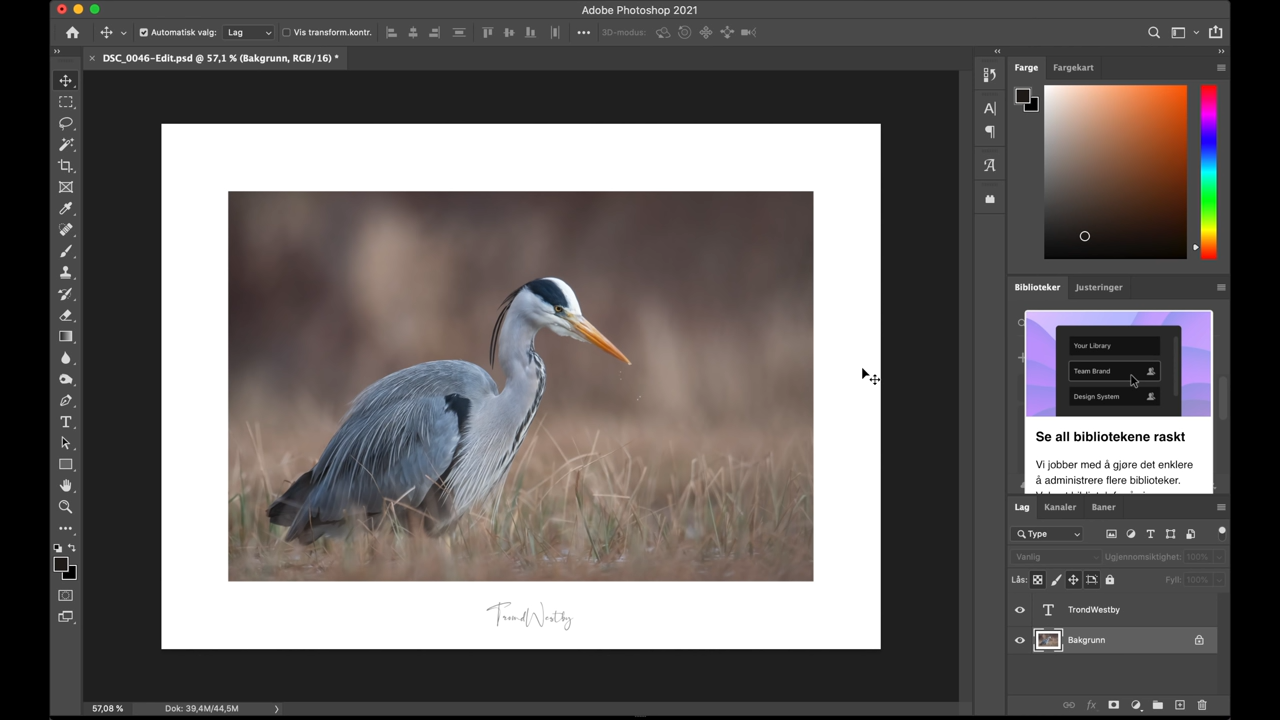 Adobe Photoshop 2021
Automatisk valg: Lag Vis transform.kontr. 3D-modus:
DSC_0046-Edit.psd @ 57,1 % (Bakgrunn, RGB/16) *
Farge Fargekart
Biblioteker Justeringer
Your Library
Team Brand
Design System
Se all bibliotekene raskt
Vi jobber med å gjøre det enklere
å administrere flere biblioteker.
Lag Kanaler Baner
Type
Vanlig Ugjennomsiktighet: 100%
Lås: Fyll: 100%
TrondWestby
Bakgrunn
TrondWestby
57,08 % Dok: 39,4M/44,5M